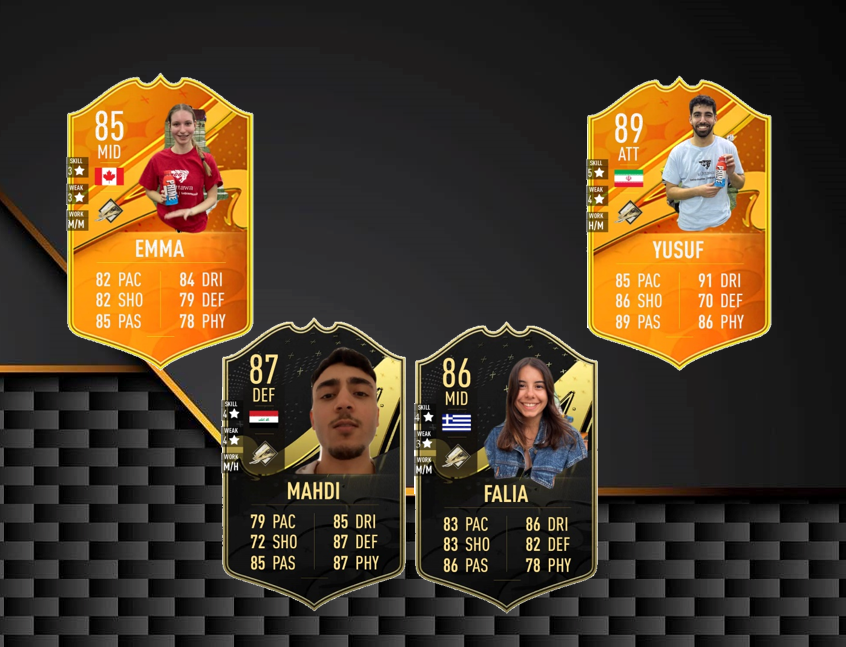 85
MID
SKILL
3★
WEAK
3★
WORK
M/M
EMMA
82 PAC 84 DRI
82 SHO 79 DEF
85 PAS 78 PHY
89
ATT
SKILL
5★
WEAK
4★
WORK
H/M
YUSUF
85 PAC 91 DRI
86 SHO 70 DEF
89 PAS 86 PHY
87
DEF
SKILL
4★
WEAK
4★
WORK
M/H
MAHDI
79 PAC 85 DRI
72 SHO 87 DEF
85 PAS 87 PHY
86
MID
SKILL
4★
WEAK
3★
WORK
M/M
FALIA
83 PAC 86 DRI
83 SHO 82 DEF
86 PAS 78 PHY